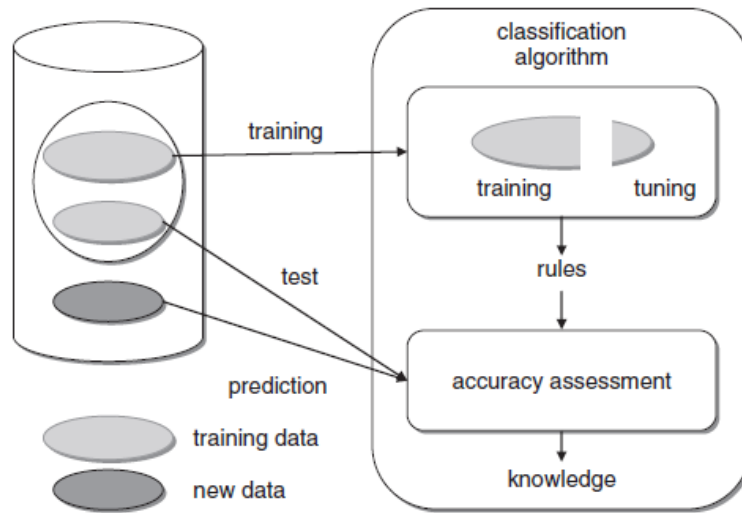 classification
algorithm
training
training tuning
rules
test
accuracy assessment
prediction
training data
new data
knowledge